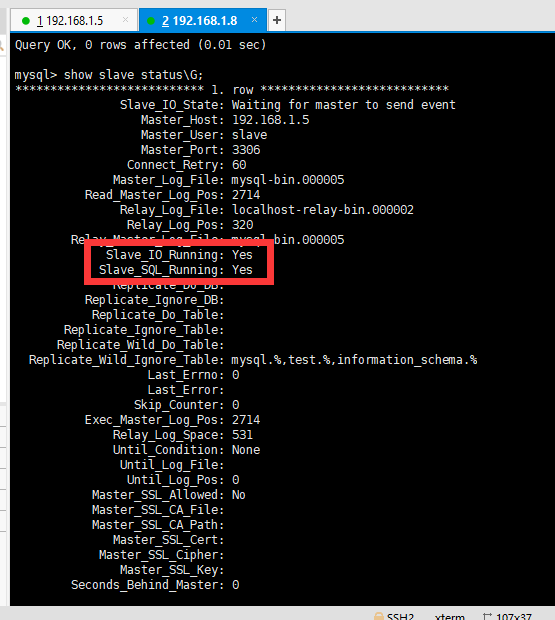 1 192.168.1.5 × 2 192.168.1.8 × +
Query OK, 0 rows affected (0.01 sec)
mysql> show slave status\G;
*************************** 1. row ***************************
Slave_IO_State: Waiting for master to send event
Master_Host: 192.168.1.5
Master_User: slave
Master_Port: 3306
Connect_Retry: 60
Master_Log_File: mysql-bin.000005
Read_Master_Log_Pos: 2714
Relay_Log_File: localhost-relay-bin.000002
Relay_Log_Pos: 320
Relay_Master_Log_File: mysql-bin.000005
Slave_IO_Running: Yes
Slave_SQL_Running: Yes
Replicate_Do_DB:
Replicate_Ignore_DB:
Replicate_Do_Table:
Replicate_Ignore_Table:
Replicate_Wild_Do_Table:
Replicate_Wild_Ignore_Table: mysql.%,test.%,information_schema.%
Last_Errno: 0
Last_Error:
Skip_Counter: 0
Exec_Master_Log_Pos: 2714
Relay_Log_Space: 531
Until_Condition: None
Until_Log_File:
Until_Log_Pos: 0
Master_SSL_Allowed: No
Master_SSL_CA_File:
Master_SSL_CA_Path:
Master_SSL_Cert:
Master_SSL_Cipher:
Master_SSL_Key:
Seconds_Behind_Master: 0
SSH2 xterm 107x37